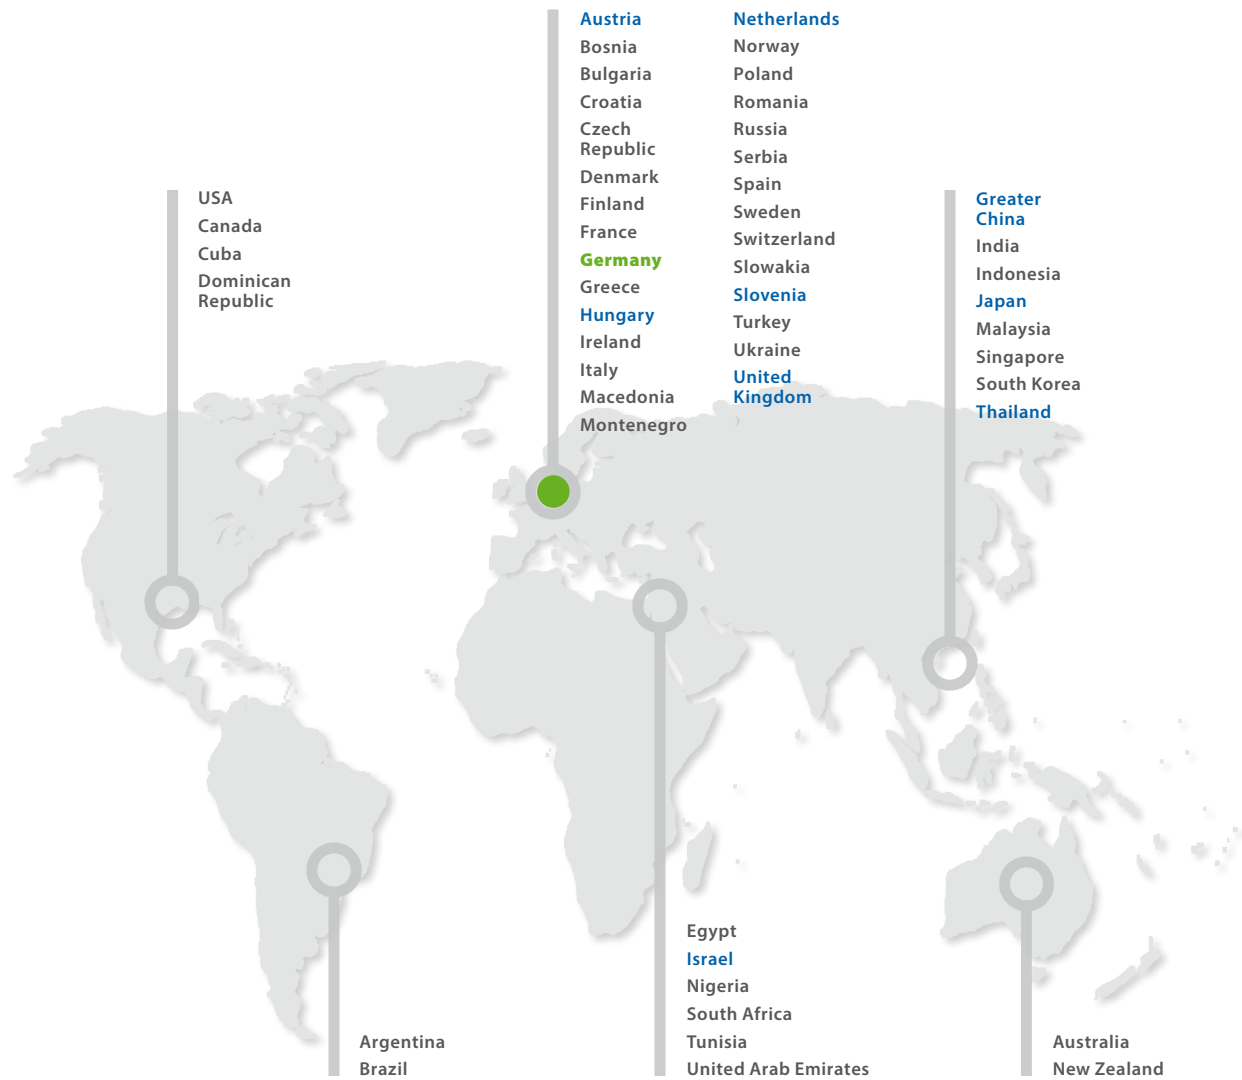 USA
Canada
Cuba
Dominican
Republic
Austria
Bosnia
Bulgaria
Croatia
Czech
Republic
Denmark
Finland
France
Germany
Greece
Hungary
Ireland
Italy
Macedonia
Montenegro
Netherlands
Norway
Poland
Romania
Russia
Serbia
Spain
Sweden
Switzerland
Slowakia
Slovenia
Turkey
Ukraine
United
Kingdom
Greater
China
India
Indonesia
Japan
Malaysia
Singapore
South Korea
Thailand
Argentina
Brazil
Egypt
Israel
Nigeria
South Africa
Tunisia
United Arab Emirates
Australia
New Zealand